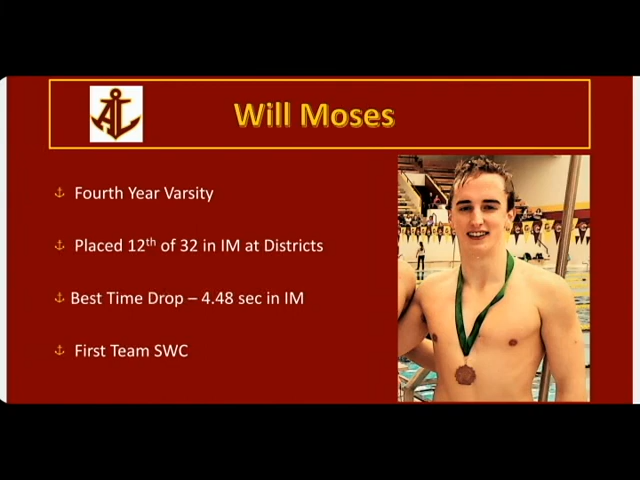 AL
Will Moses
Fourth Year Varsity
Placed 12th of 32 in IM at Districts
Best Time Drop – 4.48 sec in IM
First Team SWC